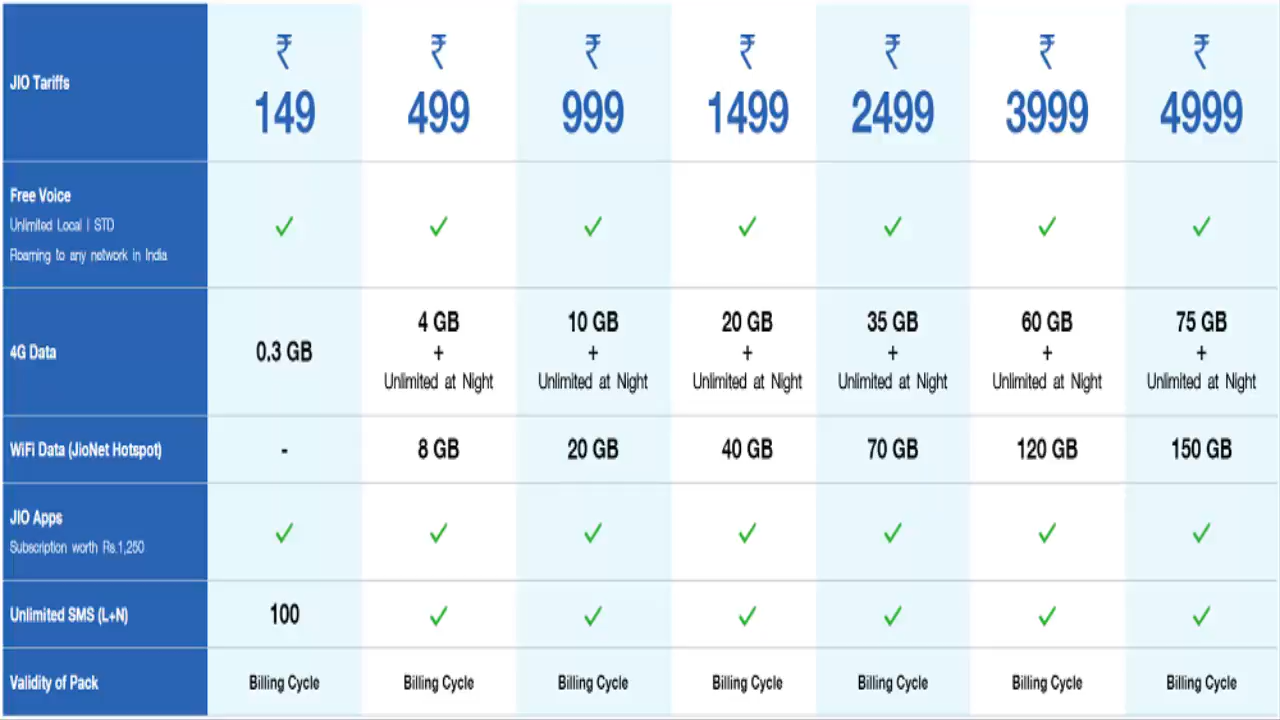 JIO Tariffs
₹ 149 ₹ 499 ₹ 999 ₹ 1499 ₹ 2499 ₹ 3999 ₹ 4999
Free Voice
Unlimited Local | STD
Roaming to any network in India
✓ ✓ ✓ ✓ ✓ ✓ ✓
4G Data
0.3 GB
4 GB
+
Unlimited at Night
10 GB
+
Unlimited at Night
20 GB
+
Unlimited at Night
35 GB
+
Unlimited at Night
60 GB
+
Unlimited at Night
75 GB
+
Unlimited at Night
WiFi Data (JioNet Hotspot) - 8 GB 20 GB 40 GB 70 GB 120 GB 150 GB
JIO Apps
Subscription worth Rs.1,250
✓ ✓ ✓ ✓ ✓ ✓ ✓
Unlimited SMS (L+N) 100 ✓ ✓ ✓ ✓ ✓ ✓
Validity of Pack Billing Cycle Billing Cycle Billing Cycle Billing Cycle Billing Cycle Billing Cycle Billing Cycle